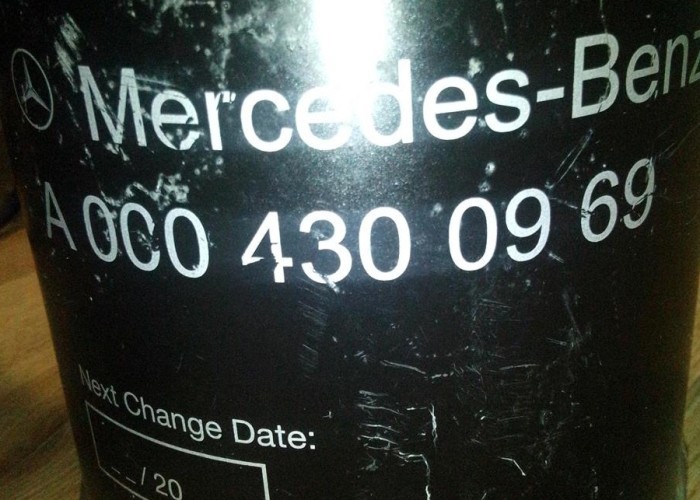 Mercedes-Benz
A 000 430 09 69
Next Change Date:
_ _ / 20